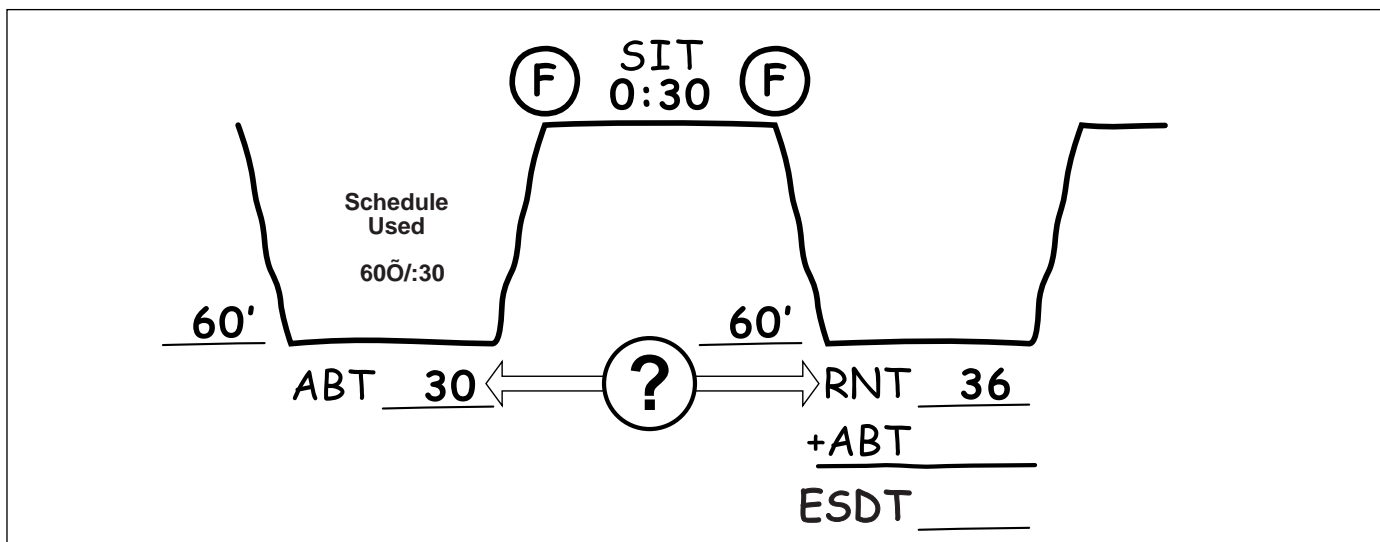 SIT
F 0:30 F
Schedule
Used
60Õ/:30
60' 60'
ABT 30 ? RNT 36
+ABT
ESDT